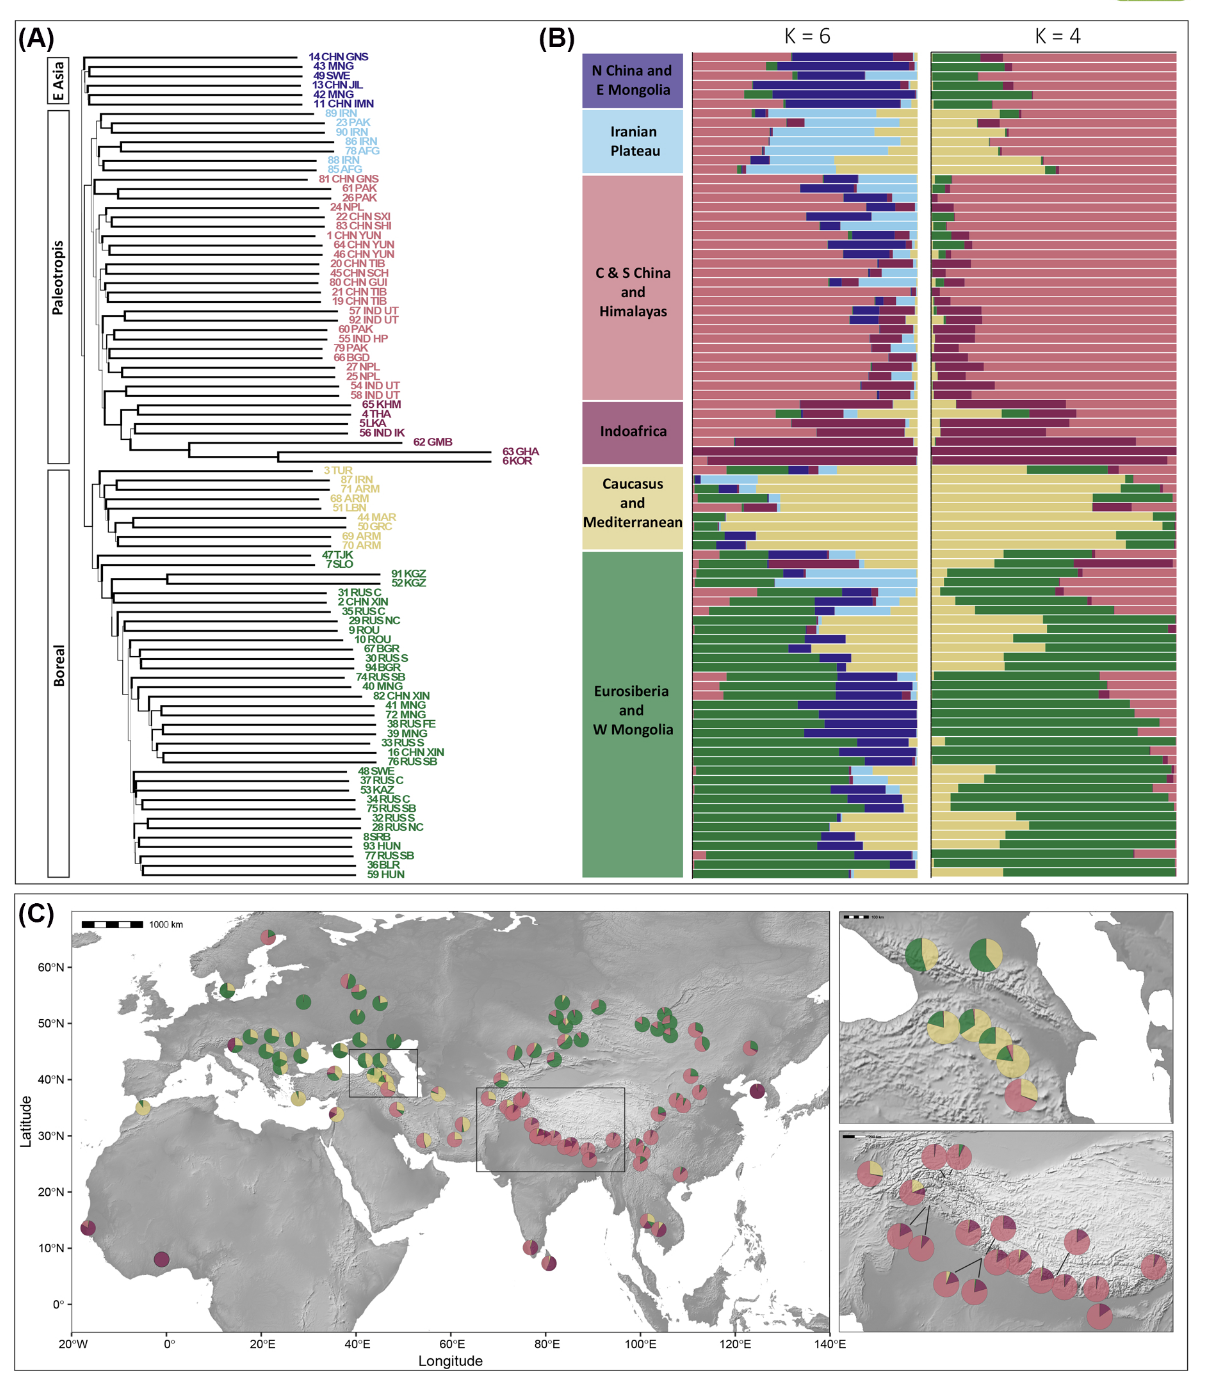 (A)
E Asia
Paleotropis
Boreal
14 CHN GNS
43 MNG
49 SWE
13 CHN JIL
42 MNG
11 CHN IMN
89 IRN
23 PAK
90 IRN
86 IRN
78 AFG
88 IRN
85 AFG
81 CHN GNS
61 PAK
26 PAK
24 NPL
22 CHN SXI
83 CHN SHI
1 CHN YUN
64 CHN YUN
46 CHN YUN
20 CHN TIB
45 CHN SCH
80 CHN GUI
21 CHN TIB
19 CHN TIB
57 IND UT
92 IND UT
60 PAK
55 IND HP
79 PAK
66 BGD
27 NPL
25 NPL
54 IND UT
58 IND UT
65 KHM
4 THA
5 LKA
56 IND IK
62 GMB
63 GHA
6 KOR
3 TUR
87 IRN
71 ARM
68 ARM
51 LBN
44 MAR
50 GRC
69 ARM
70 ARM
47 TJK
7 SLO
91 KGZ
52 KGZ
31 RUS C
2 CHN XIN
35 RUS C
29 RUS NC
9 ROU
10 ROU
67 BGR
30 RUS S
94 BGR
74 RUS SB
40 MNG
82 CHN XIN
41 MNG
72 MNG
38 RUS FE
39 MNG
33 RUS S
16 CHN XIN
76 RUS SB
48 SWE
37 RUS C
53 KAZ
34 RUS C
75 RUS SB
32 RUS S
28 RUS NC
8 SRB
93 HUN
77 RUS SB
36 BLR
59 HUN
(B)
K = 6
K = 4
N China and
E Mongolia
Iranian
Plateau
C & S China
and
Himalayas
Indoafrica
Caucasus
and
Mediterranean
Eurosiberia
and
W Mongolia
(C)
1000 km
60°
50°
40°
30°
20°
10°
0°
Latitude
20°W
0°
20°E
40°E
60°E
80°E
100°E
120°E
140°E
Longitude